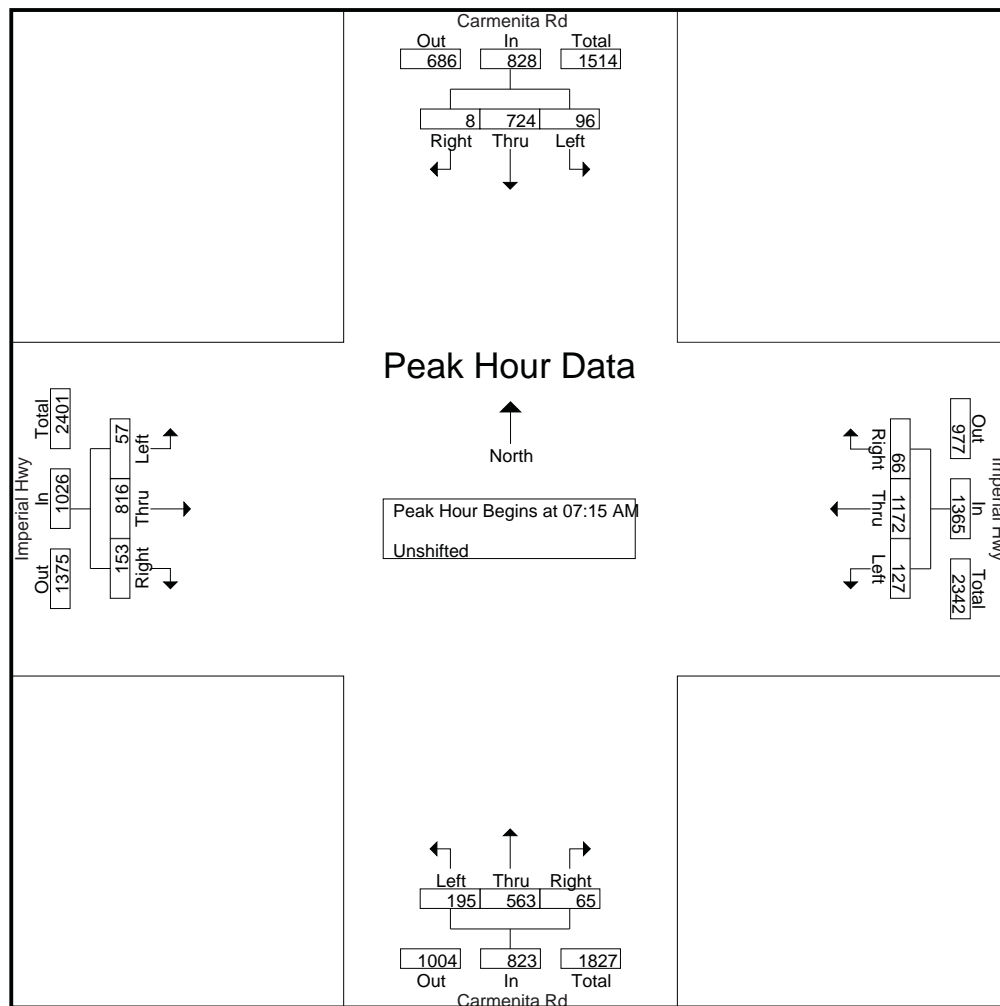 Carmenita Rd
Out In Total
686 828 1514
8 724 96
Right Thru Left
Peak Hour Data
North
Peak Hour Begins at 07:15 AM
Unshifted
Imperial Hwy
Out In Total
1375 1026 2401
57 816 153
Left Thru Right
Imperial Hwy
Out In Total
977 1365 2342
66 1172 127
Right Thru Left
Left Thru Right
195 563 65
1004 823 1827
Out In Total
Carmenita Rd